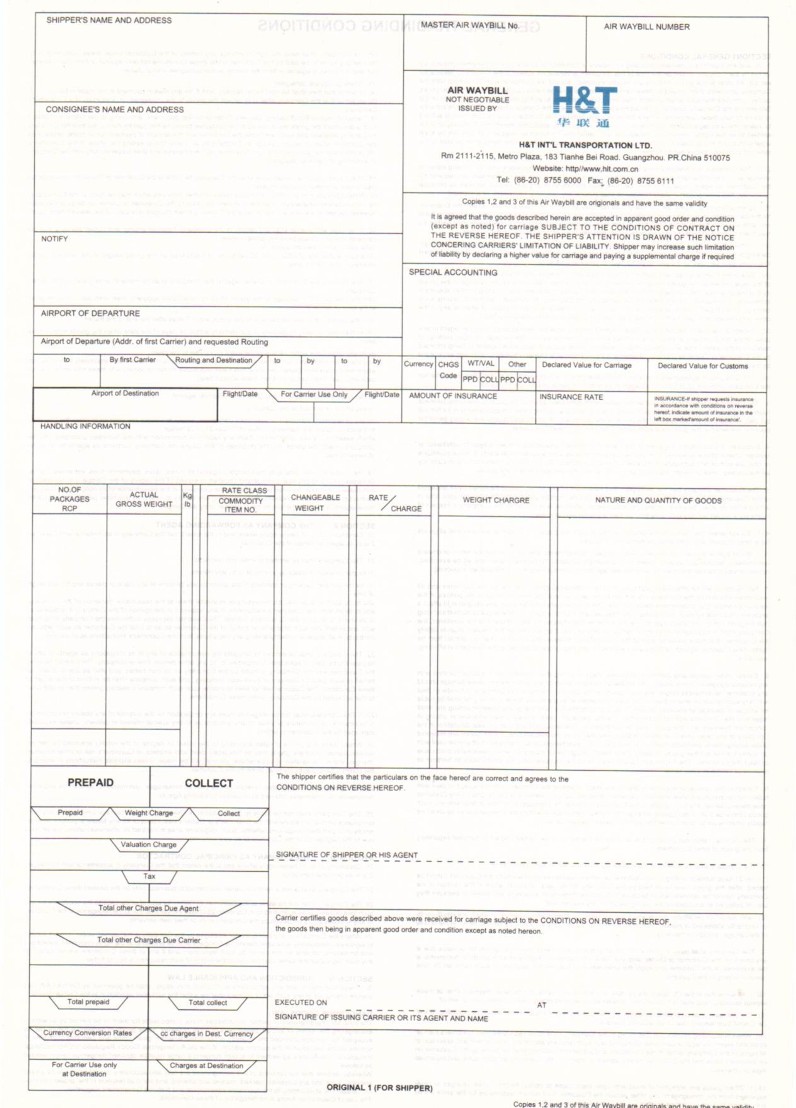 SHIPPER'S NAME AND ADDRESS
MASTER AIR WAYBILL No.
AIR WAYBILL NUMBER
AIR WAYBILL
NOT NEGOTIABLE
ISSUED BY
H&T
华联通
CONSIGNEE'S NAME AND ADDRESS
H&T INT'L TRANSPORTATION LTD.
Rm 2111-2115, Metro Plaza, 183 Tianhe Bei Road. Guangzhou. PR.China 510075
Website: http//www.hlt.com.cn
Tel: (86-20) 8755 6000 Fax: (86-20) 8755 6111
Copies 1,2 and 3 of this Air Waybill are origionals and have the same validity
It is agreed that the goods described herein are accepted in apparent good order and condition
(except as noted) for carriage SUBJECT TO THE CONDITIONS OF CONTRACT ON
THE REVERSE HEREOF. THE SHIPPER'S ATTENTION IS DRAWN OF THE NOTICE
CONCERING CARRIERS' LIMITATION OF LIABILITY. Shipper may increase such limitation
of liability by declaring a higher value for carriage and paying a supplemental charge if required
NOTIFY
SPECIAL ACCOUNTING
AIRPORT OF DEPARTURE
Airport of Departure (Addr. of first Carrier) and requested Routing
to By first Carrier Routing and Destination to by to by
Currency CHGS Code WT/VAL Other Declared Value for Carriage Declared Value for Customs
PPD COLL PPD COLL
Airport of Destination Flight/Date For Carrier Use Only Flight/Date
AMOUNT OF INSURANCE INSURANCE RATE
INSURANCE-If shipper requests insurance
in accordance with conditions on reverse
hereof, indicate amount of insurance in the
left box marked'amount of insurance'.
HANDLING INFORMATION
NO.OF
PACKAGES
RCP
ACTUAL
GROSS WEIGHT
Kg
lb
RATE CLASS
COMMODITY
ITEM NO.
CHANGEABLE
WEIGHT
RATE
CHARGE
WEIGHT CHARGRE
NATURE AND QUANTITY OF GOODS
PREPAID COLLECT
The shipper certifies that the particulars on the face hereof are correct and agrees to the
CONDITIONS ON REVERSE HEREOF.
Prepaid Weight Charge Collect
Valuation Charge
SIGNATURE OF SHIPPER OR HIS AGENT
Tax
Total other Charges Due Agent
Carrier certifies goods described above were received for carriage subject to the CONDITIONS ON REVERSE HEREOF,
the goods then being in apparent good order and condition except as noted hereon.
Total other Charges Due Carrier
Total prepaid Total collect
EXECUTED ON AT
SIGNATURE OF ISSUING CARRIER OR ITS AGENT AND NAME
Currency Conversion Rates cc charges in Dest. Currency
For Carrier Use only
at Destination
Charges at Destination
ORIGINAL 1 (FOR SHIPPER)
Copies 1,2 and 3 of this Air Waybill are originals and have the same validity